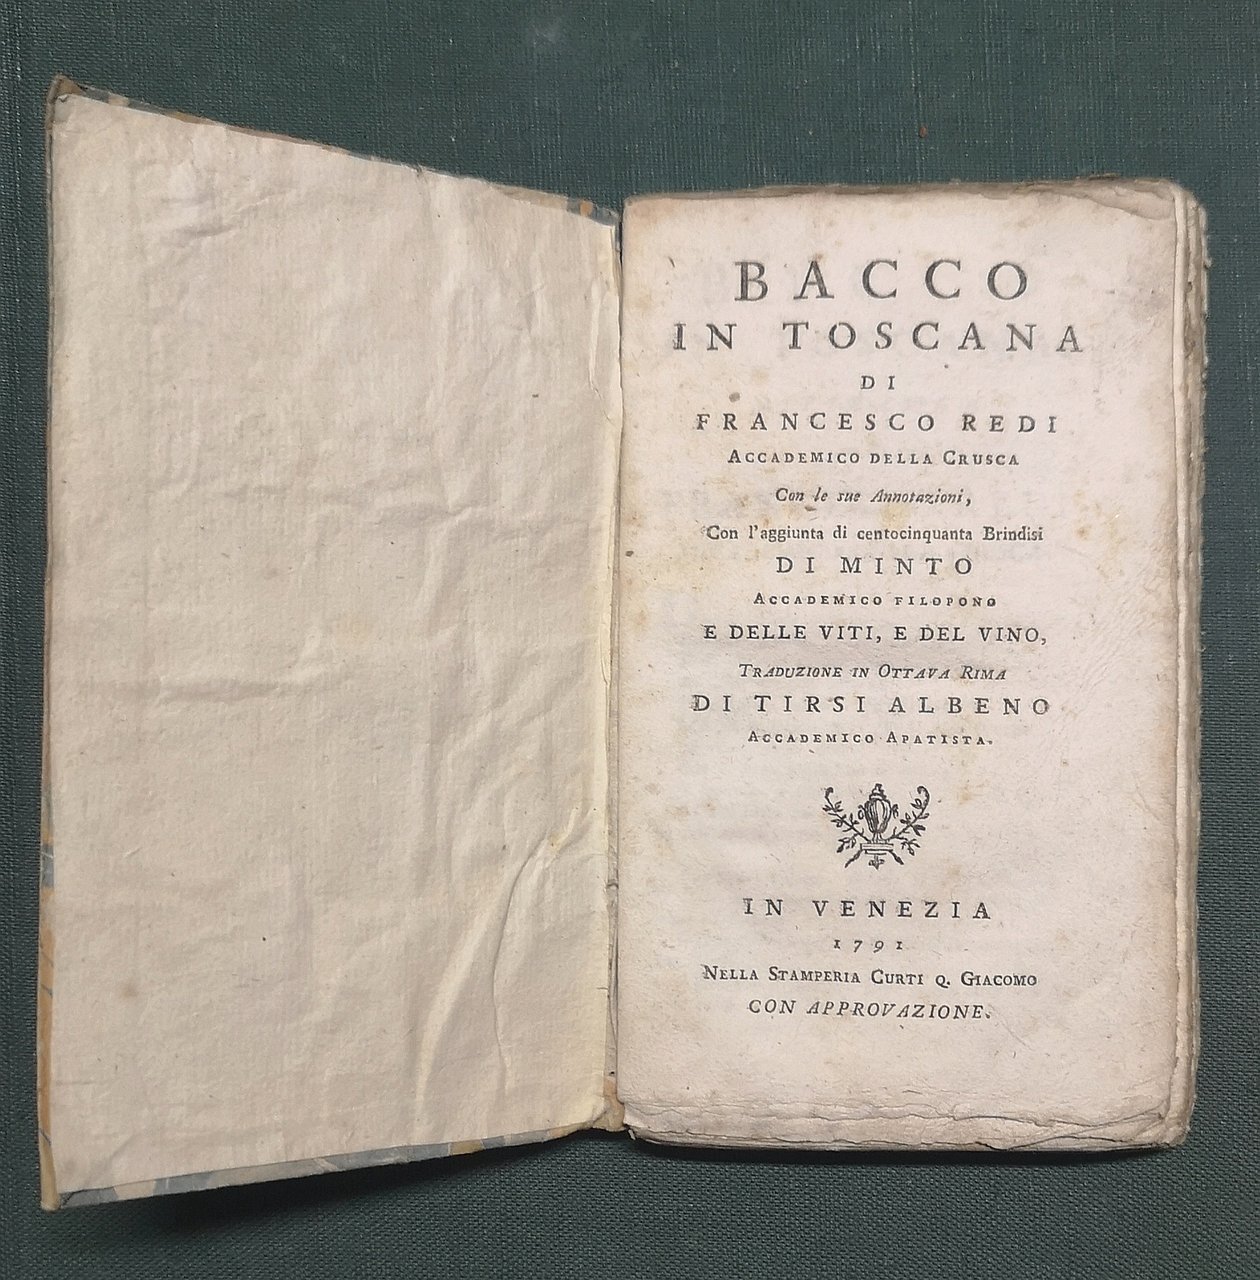 BACCO
IN TOSCANA
DI
FRANCESCO REDI
ACCADEMICO DELLA CRUSCA
Con le sue Annotazioni,
Con l'aggiunta di centocinquanta Brindisi
DI MINTO
ACCADEMICO FILOPONO
E DELLE VITI, E DEL VINO,
TRADUZIONE IN OTTAVA RIMA
DI TIRSI ALBENO
ACCADEMICO APATISTA.
IN VENEZIA
1791
NELLA STAMPERIA CURTI Q. GIACOMO
CON APPROVAZIONE.